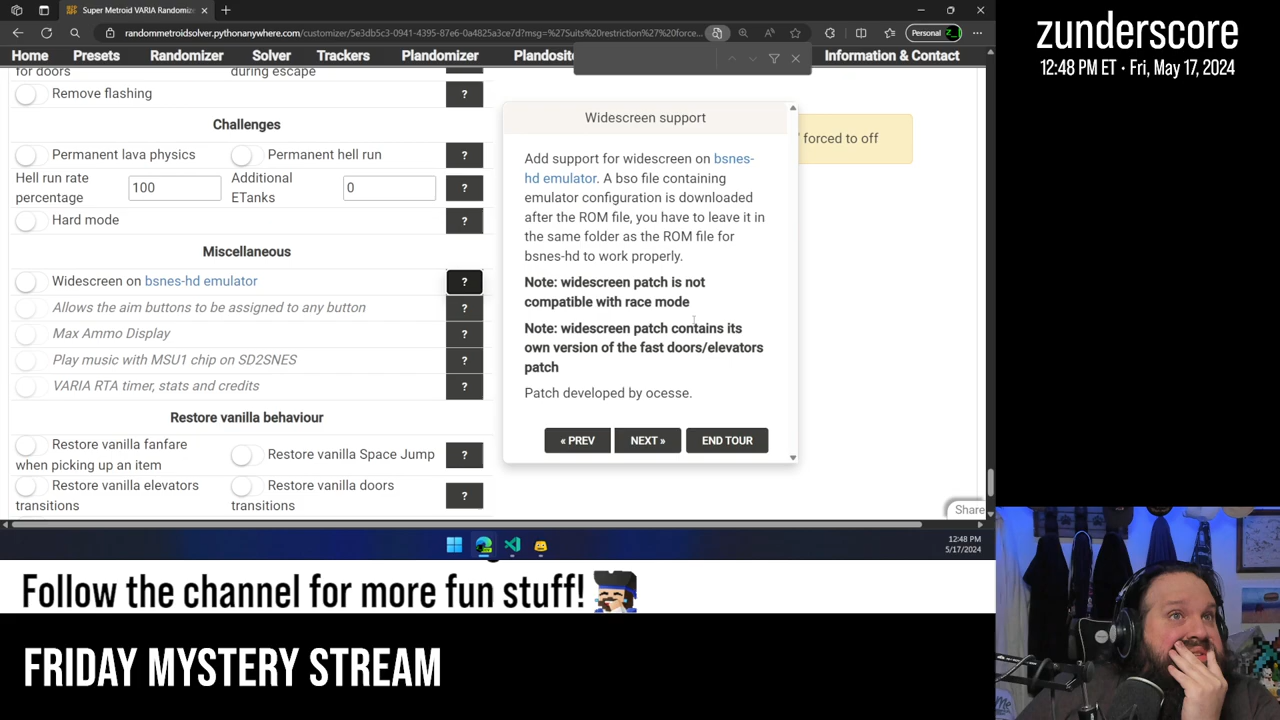 Super Metroid VARIA Randomiz
randommetroidsolver.pythonanywhere.com/customizer/5e3db5c3-0941-4395-87e6-0a4825a3ce7d?msg=Suits%20restriction%27%20force...
Personal
Home Presets Randomizer Solver Trackers Plandomizer Plandosito Information & Contact
for doors during escape
Remove flashing ?
Challenges
Permanent lava physics Permanent hell run ?
Hell run rate percentage 100 Additional ETanks 0 ?
Hard mode ?
Miscellaneous
Widescreen on bsnes-hd emulator ?
Allows the aim buttons to be assigned to any button ?
Max Ammo Display ?
Play music with MSU1 chip on SD2SNES ?
VARIA RTA timer, stats and credits ?
Restore vanilla behaviour
Restore vanilla fanfare when picking up an item Restore vanilla Space Jump ?
Restore vanilla elevators transitions Restore vanilla doors transitions ?
Widescreen support
Add support for widescreen on bsnes-
hd emulator. A bso file containing
emulator configuration is downloaded
after the ROM file, you have to leave it in
the same folder as the ROM file for
bsnes-hd to work properly.
Note: widescreen patch is not
compatible with race mode
Note: widescreen patch contains its
own version of the fast doors/elevators
patch
Patch developed by ocesse.
« PREV NEXT » END TOUR
forced to off
Share
12:48 PM
5/17/2024
zunderscore
12:48 PM ET • Fri, May 17, 2024
Follow the channel for more fun stuff!
FRIDAY MYSTERY STREAM